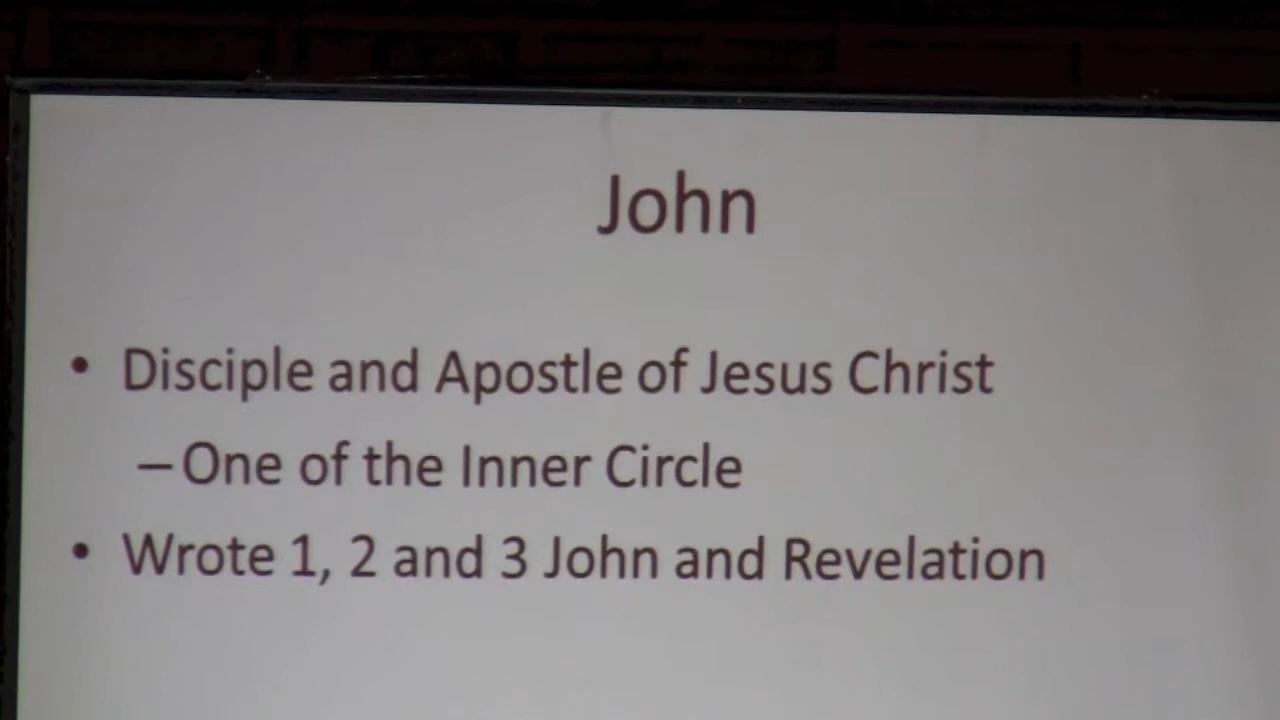 John
• Disciple and Apostle of Jesus Christ
– One of the Inner Circle
• Wrote 1, 2 and 3 John and Revelation